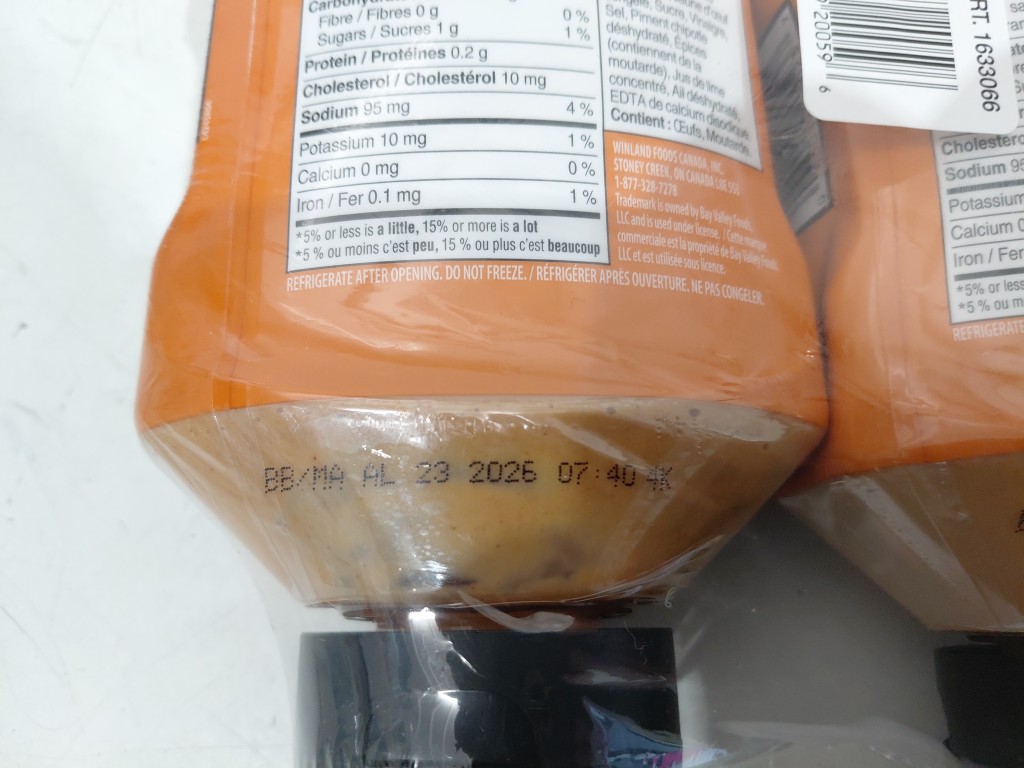 Fibre / Fibres 0 g 0 %
Sugars / Sucres 1 g 1 %
Protein / Protéines 0.2 g
Cholesterol / Cholestérol 10 mg
Sodium 95 mg 4 %
Potassium 10 mg 1 %
Calcium 0 mg 0 %
Iron / Fer 0.1 mg 1 %
*5% or less is a little, 15% or more is a lot
*5 % ou moins c'est peu, 15 % ou plus c'est beaucoup
Sucre, Vinaigre,
Sel, Piment chipotle
déshydraté, Épices
(contiennent de la
moutarde), Jus de lime
concentré, Ail déshydraté,
EDTA de calcium disodique
Contient : Œufs, Moutarde
WINLAND FOODS CANADA, INC.
STONEY CREEK, ON CANADA
1-877-328-7278
Trademark is owned by Bay Valley Foods,
LLC and is used under license. / Cette marque
commerciale est la propriété de Bay Valley Foods,
LLC et est utilisée sous licence.
REFRIGERATE AFTER OPENING. DO NOT FREEZE. / RÉFRIGÉRER APRÈS OUVERTURE. NE PAS CONGELER.
BB/MA AL 23 2026 07:40 4K
20059 6
RT. 1633066
Cholestero
Sodium 95
Potassium
Calcium 0
Iron / Fer
*5% or less
*5 % ou m
REFRIGERATE